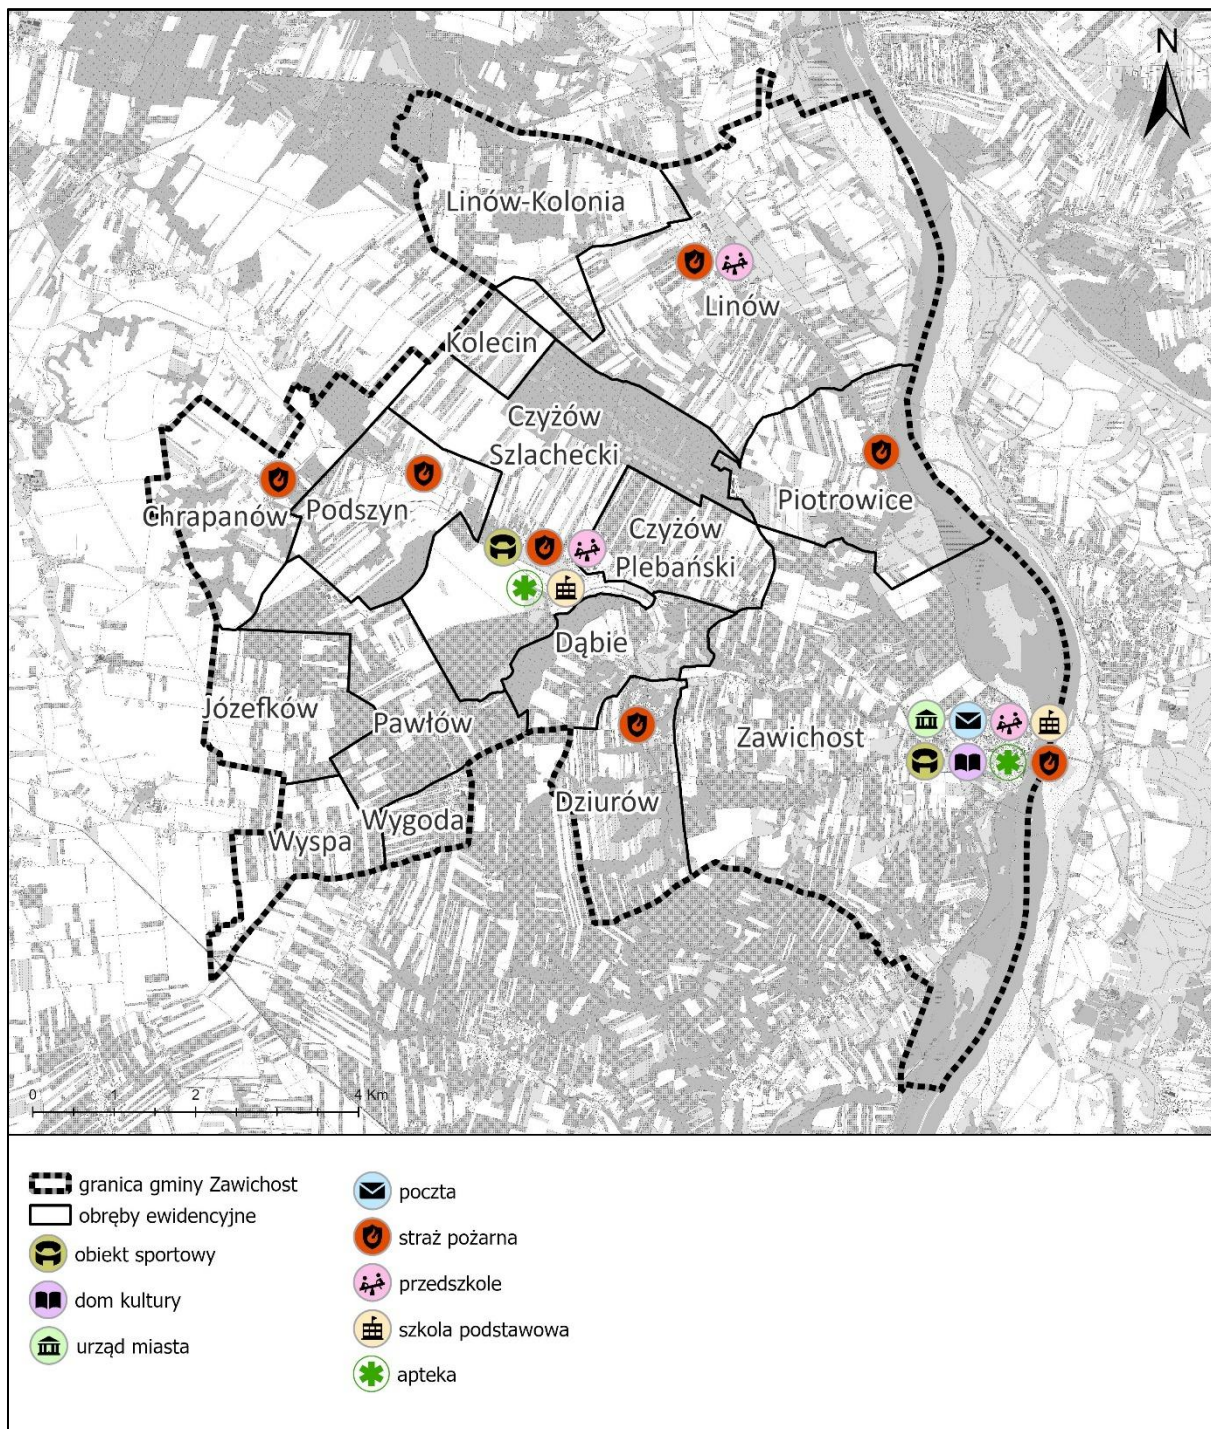 N
Linów-Kolonia
Linów
Kolecin
Czyżów
Szlachecki
Piotrowice
Chrapanów
Podszyn
Czyżów
Plebański
Dąbie
Józefków
Pawłów
Zawichost
Dziurów
Wygoda
Wyspa
0 2 4 Km
granica gminy Zawichost
obręby ewidencyjne
obiekt sportowy
dom kultury
urząd miasta
poczta
straż pożarna
przedszkole
szkola podstawowa
apteka